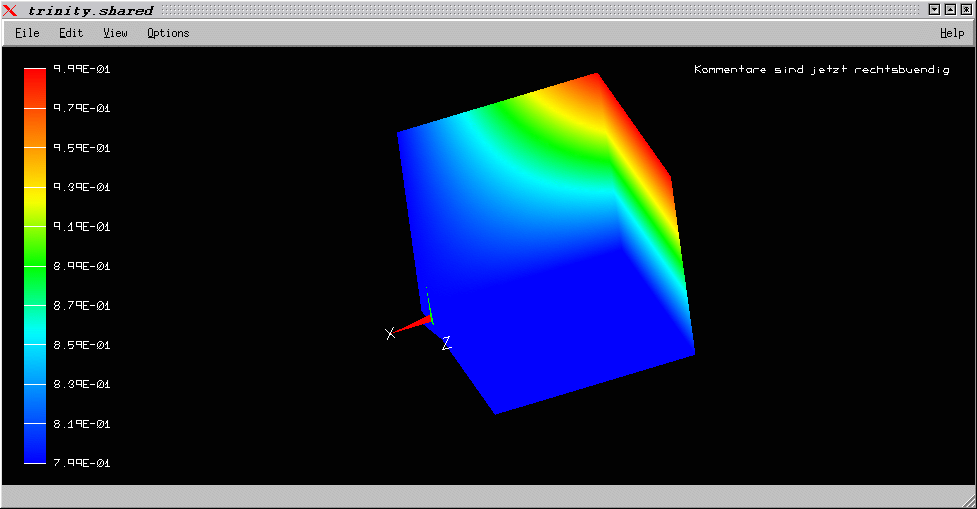 trinity.shared
File Edit View Options Help
Kommentare sind jetzt rechtsbuendig
9.99E-01
9.79E-01
9.59E-01
9.39E-01
9.19E-01
8.99E-01
8.79E-01
8.59E-01
8.39E-01
8.19E-01
7.99E-01
X
Z